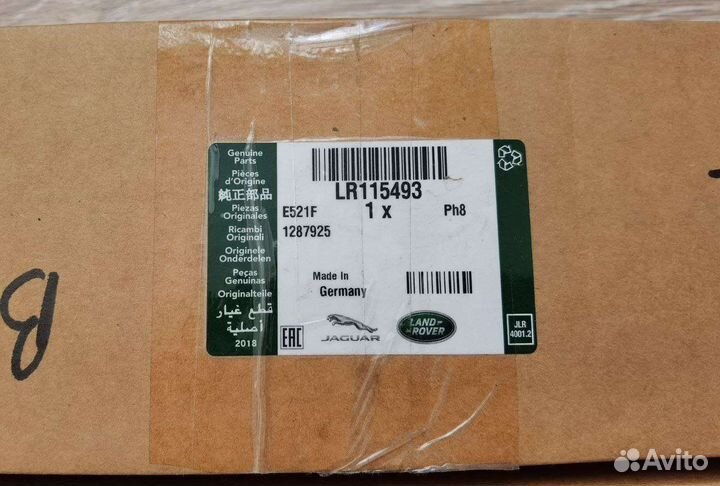 Genuine
Parts
Pièces
d'Origine
純正部品
Piezas
Originales
Ricambi
Originali
Originele
Onderdelen
Peças
Genuinas
Originalteile
قطع غيار
أصلية
2018
LR115493
E521F
1 x
Ph8
1287925
Made In
Germany
EAC
JAGUAR
LAND-
ROVER
JLR
4001.2
B
Avito